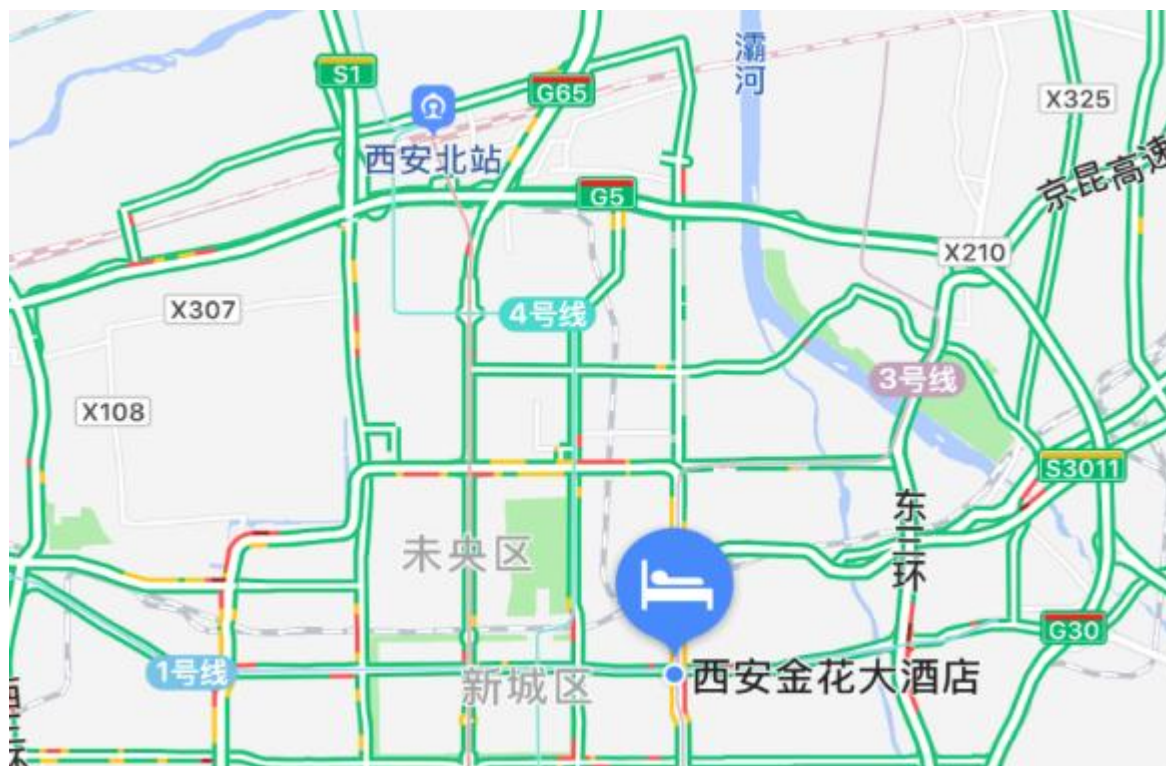 灞河
S1
G65
X325
西安北站
京昆高速
G5
X210
X307
4号线
3号线
X108
S3011
东二环
未央区
G30
1号线
新城区
西安金花大酒店